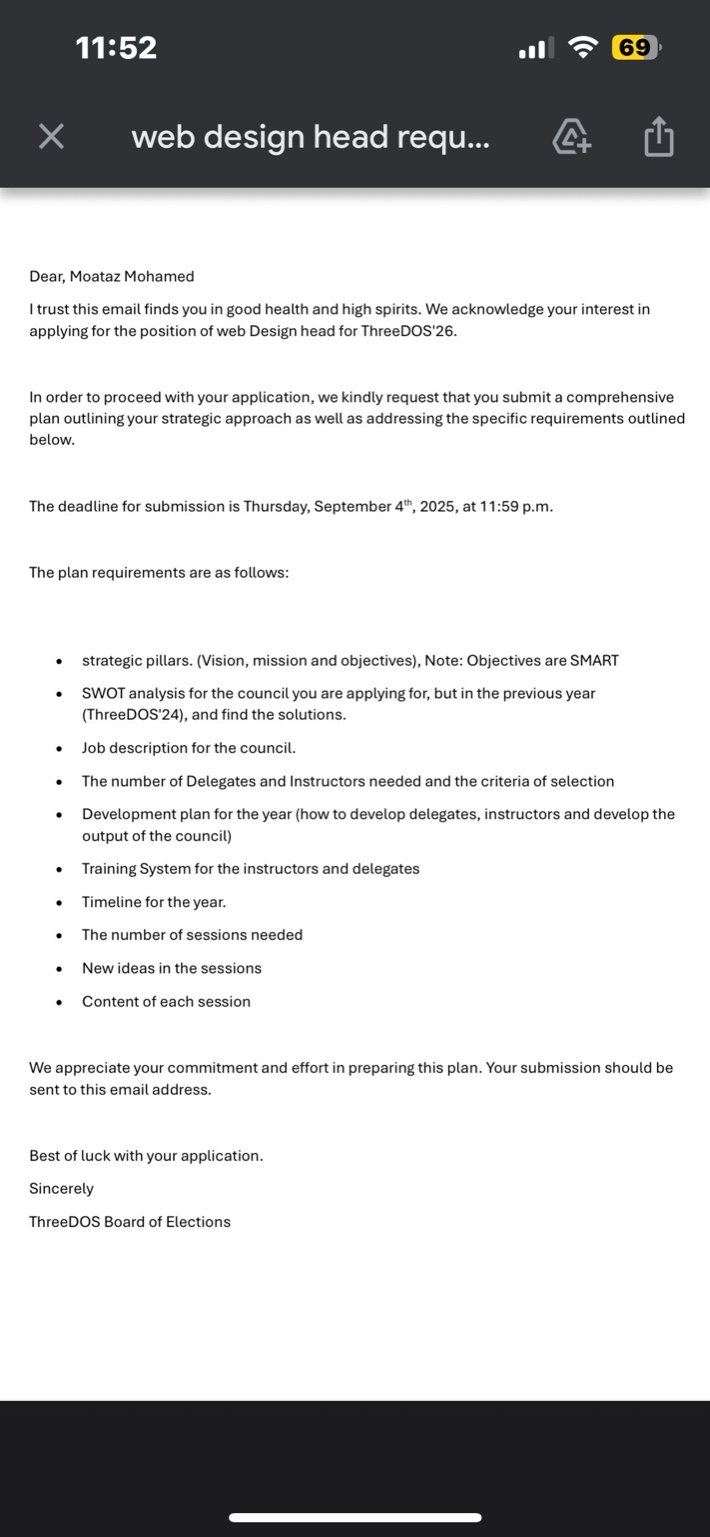 11:52
69
web design head requ...
Dear, Moataz Mohamed
I trust this email finds you in good health and high spirits. We acknowledge your interest in
applying for the position of web Design head for ThreeDOS'26.
In order to proceed with your application, we kindly request that you submit a comprehensive
plan outlining your strategic approach as well as addressing the specific requirements outlined
below.
The deadline for submission is Thursday, September 4th, 2025, at 11:59 p.m.
The plan requirements are as follows:
• strategic pillars. (Vision, mission and objectives), Note: Objectives are SMART
• SWOT analysis for the council you are applying for, but in the previous year
(ThreeDOS'24), and find the solutions.
• Job description for the council.
• The number of Delegates and Instructors needed and the criteria of selection
• Development plan for the year (how to develop delegates, instructors and develop the
output of the council)
• Training System for the instructors and delegates
• Timeline for the year.
• The number of sessions needed
• New ideas in the sessions
• Content of each session
We appreciate your commitment and effort in preparing this plan. Your submission should be
sent to this email address.
Best of luck with your application.
Sincerely
ThreeDOS Board of Elections